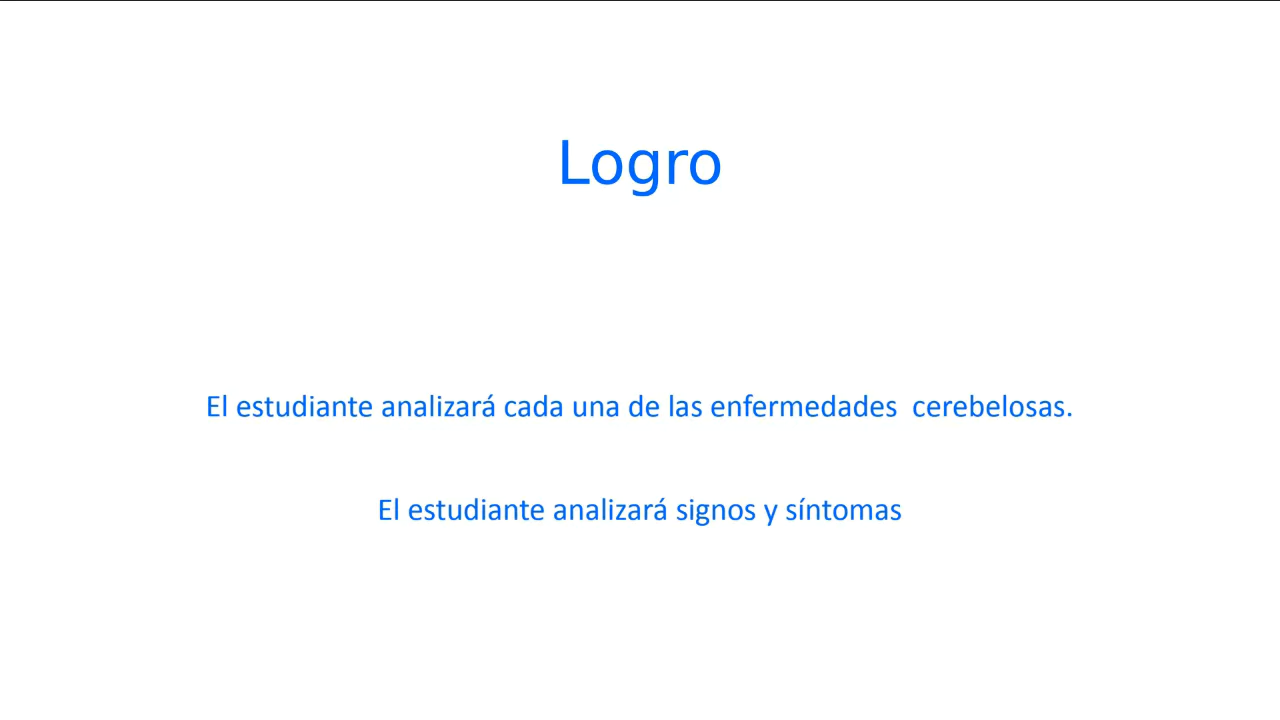 Logro
El estudiante analizará cada una de las enfermedades  cerebelosas.
El estudiante analizará signos y síntomas